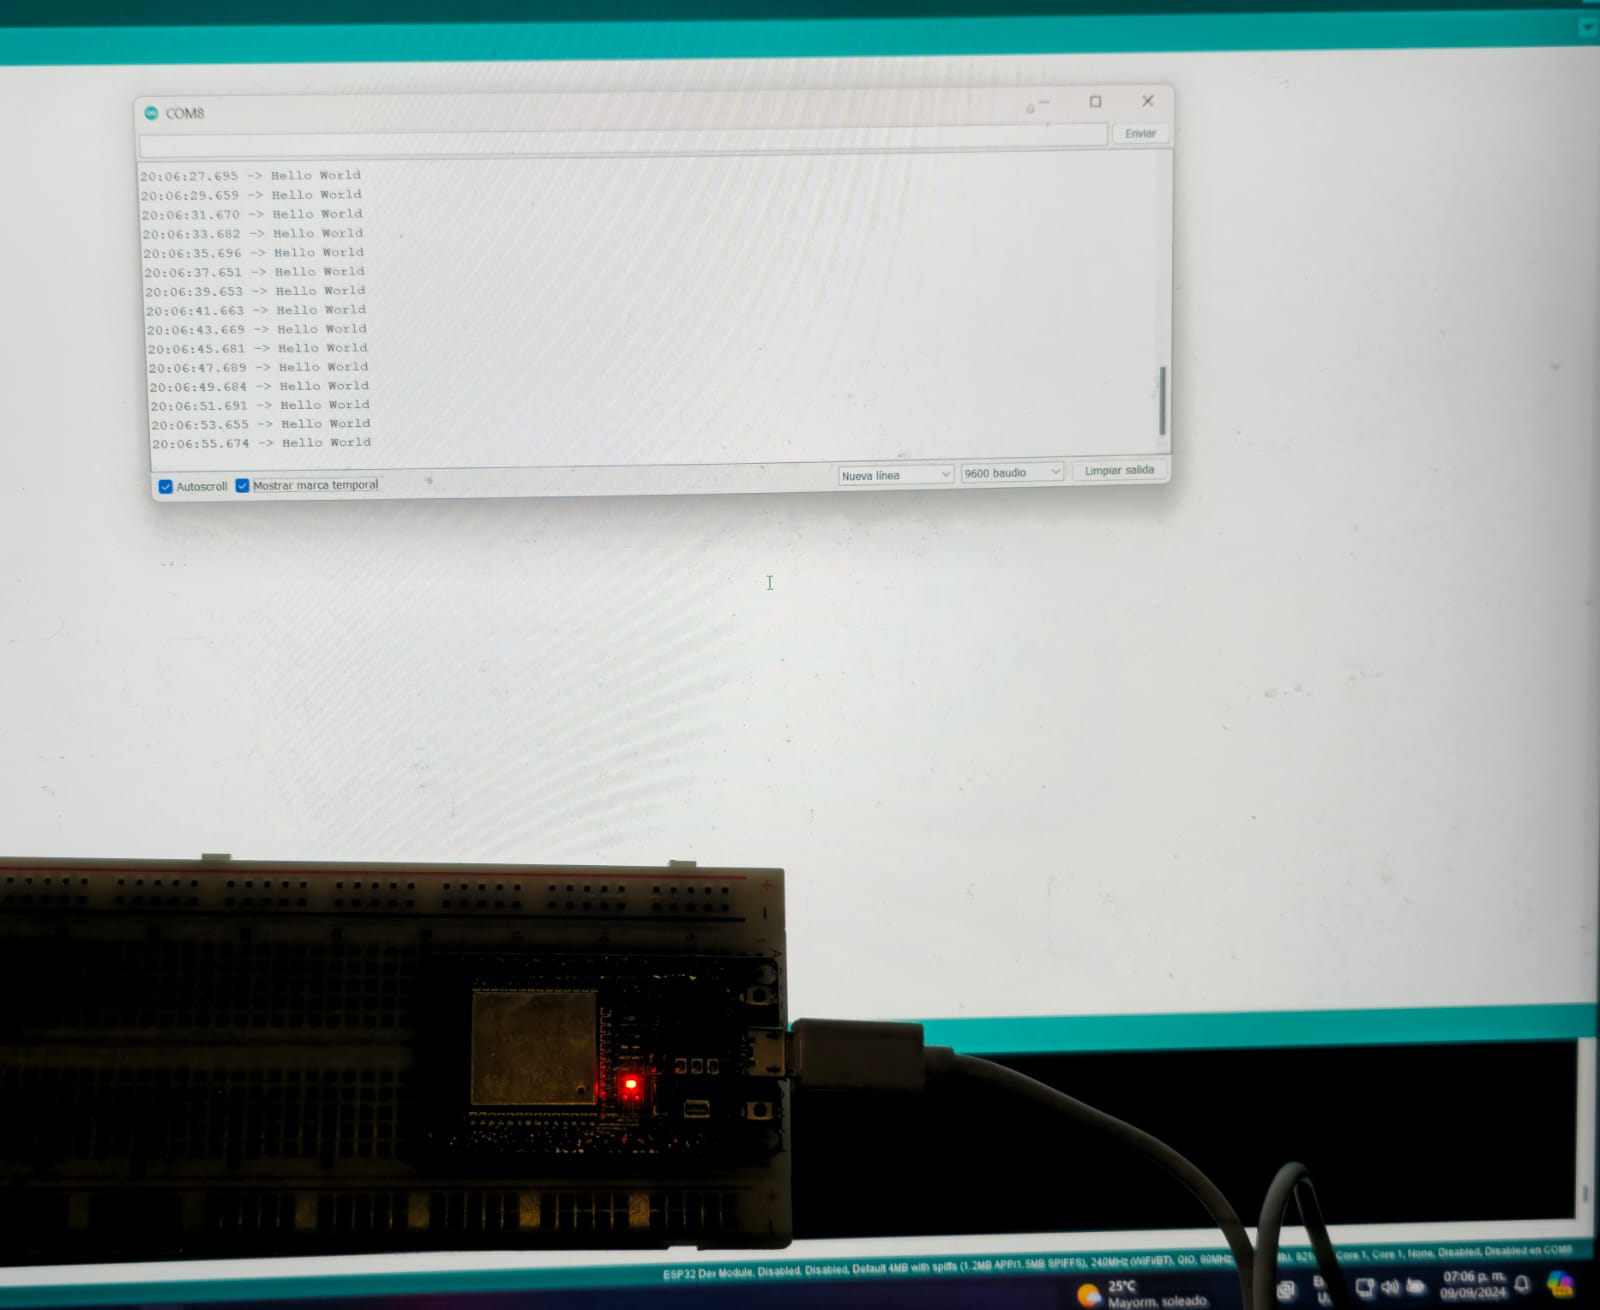 COM8
Enviar
20:06:27.695 -> Hello World
20:06:29.659 -> Hello World
20:06:31.670 -> Hello World
20:06:33.682 -> Hello World
20:06:35.696 -> Hello World
20:06:37.651 -> Hello World
20:06:39.653 -> Hello World
20:06:41.663 -> Hello World
20:06:43.669 -> Hello World
20:06:45.681 -> Hello World
20:06:47.689 -> Hello World
20:06:49.684 -> Hello World
20:06:51.691 -> Hello World
20:06:53.655 -> Hello World
20:06:55.674 -> Hello World
Autoscroll Mostrar marca temporal Nueva línea 9600 baudio Limpiar salida
ESP32 Dev Module, Disabled, Disabled, Default 4MB with spiffs (1.2MB APP/1.5MB SPIFFS), 240MHz (WiFi/BT), QIO, 80MHz, Core 1, Core 1, None, Disabled, Disabled en COM8
25°C
Mayorm. soleado
07:06 p. m.
09/09/2024